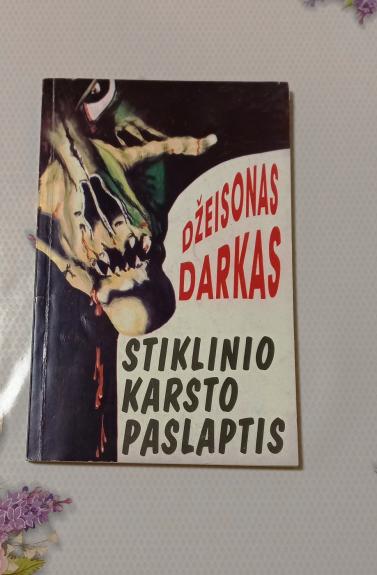 DŽEISONAS
DARKAS
STIKLINIO
KARSTO
PASLAPTIS